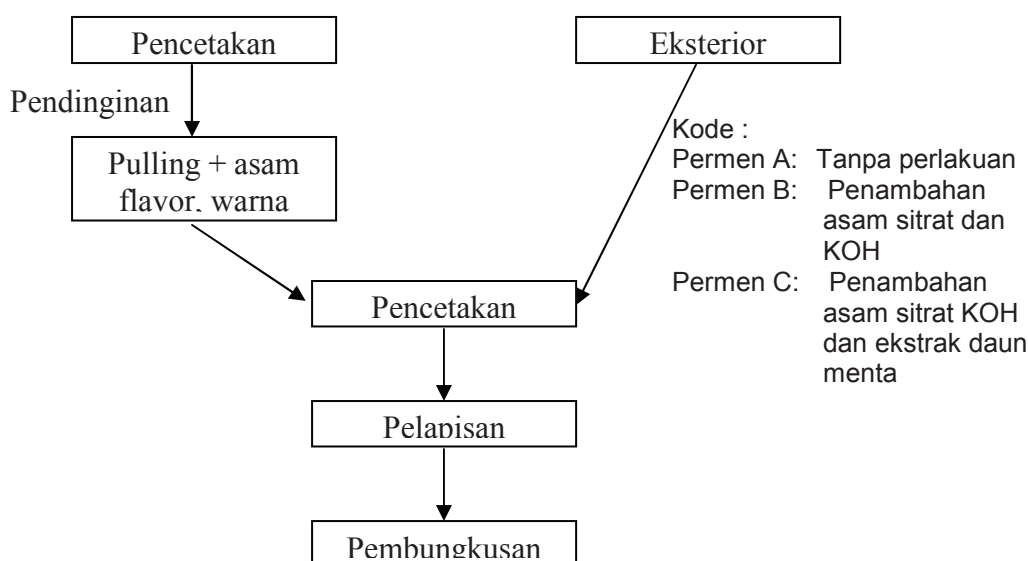 Pencetakan
Eksterior
Pendinginan
Pulling + asam
flavor, warna
Kode :
Permen A: Tanpa perlakuan
Permen B: Penambahan
asam sitrat dan
KOH
Permen C: Penambahan
asam sitrat KOH
dan ekstrak daun
menta
Pencetakan
Pelapisan
Pembungkusan